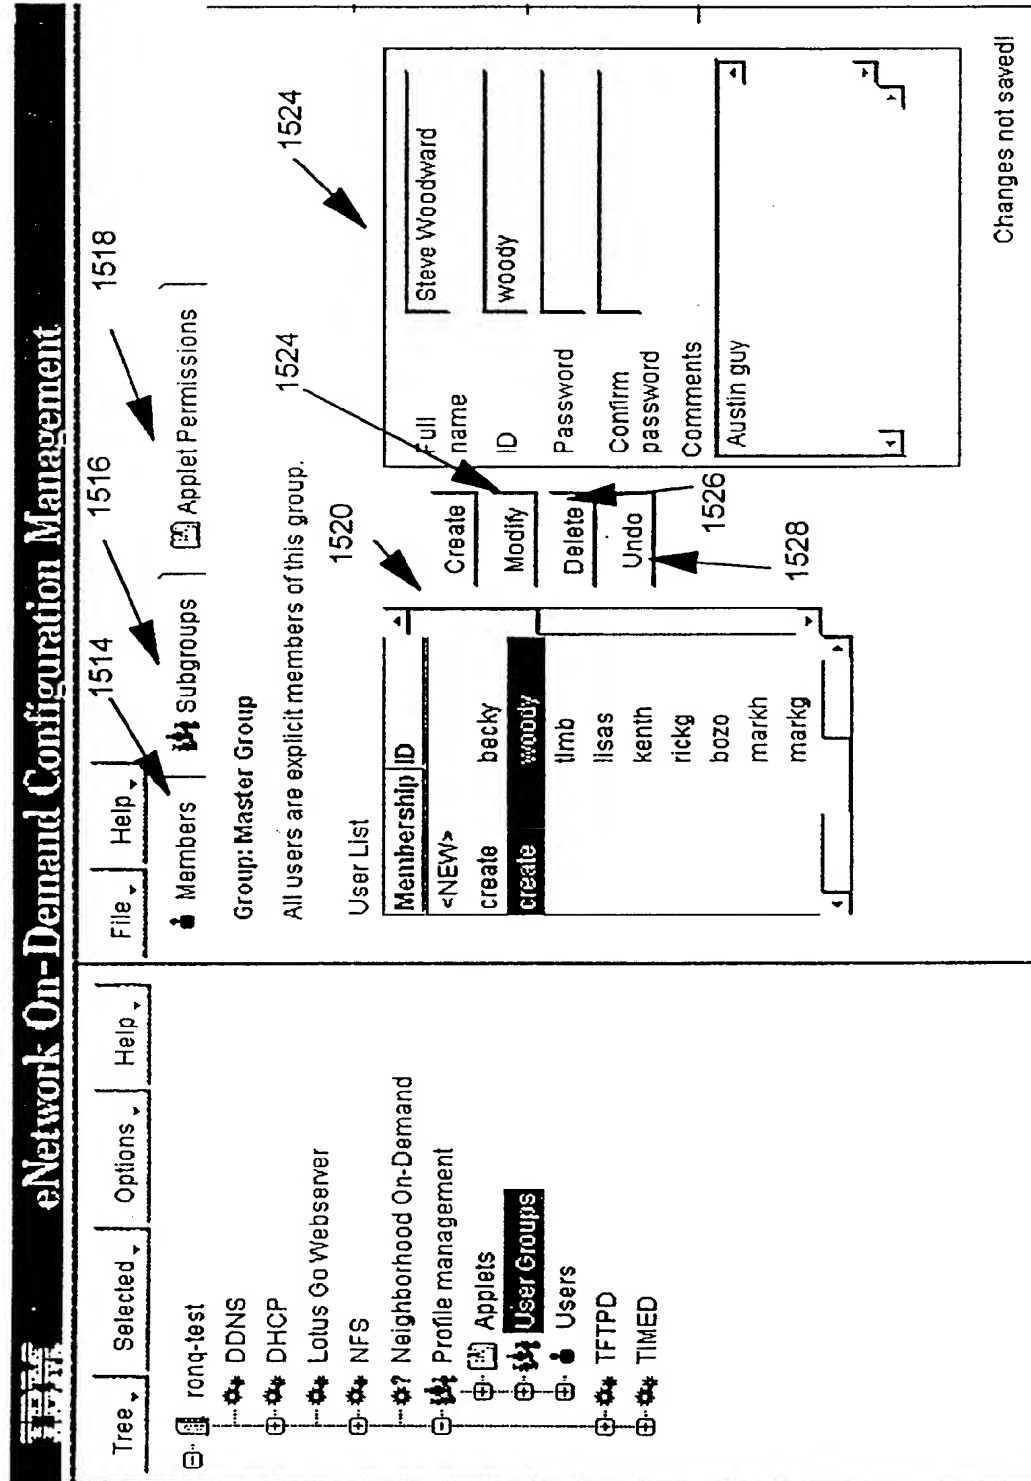 IBM
eNetwork On-Demand Configuration Management
Tree Selected Options Help
ronq-test
DDNS
DHCP
Lotus Go Webserver
NFS
? Neighborhood On-Demand
Profile management
Applets
User Groups
Users
TFTPD
TIMED
File Help
1514
1516
1518
Members
Subgroups
Applet Permissions
Group: Master Group
All users are explicit members of this group.
User List
1520
Membership ID
<NEW>
create becky
create woody
timb
lisas
kenth
rickg
bozo
markh
markg
Create
Modify
Delete
Undo
1524
1526
1528
1524
Full name
Steve Woodward
ID
woody
Password
Confirm password
Comments
Austin guy
Changes not saved!